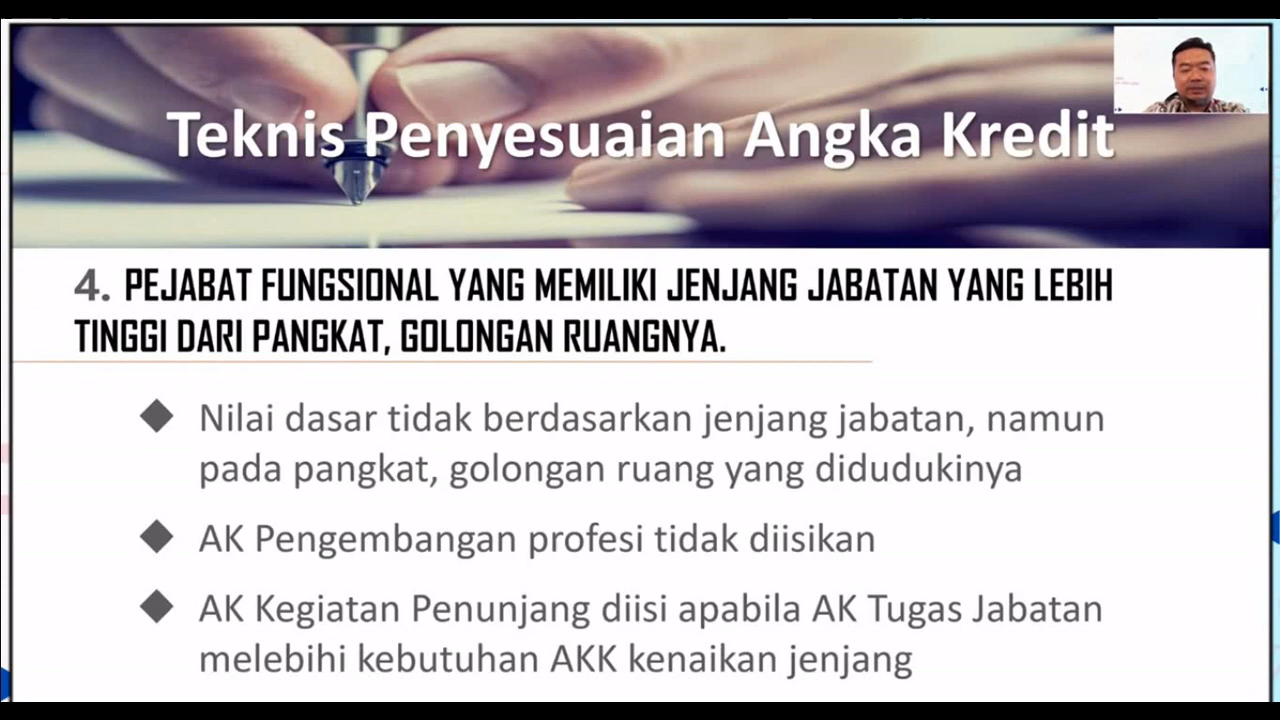 Teknis Penyesuaian Angka Kredit
4. PEJABAT FUNGSIONAL YANG MEMILIKI JENJANG JABATAN YANG LEBIH
TINGGI DARI PANGKAT, GOLONGAN RUANGNYA.
◆ Nilai dasar tidak berdasarkan jenjang jabatan, namun
pada pangkat, golongan ruang yang didudukinya
◆ AK Pengembangan profesi tidak diisikan
◆ AK Kegiatan Penunjang diisi apabila AK Tugas Jabatan
melebihi kebutuhan AKK kenaikan jenjang